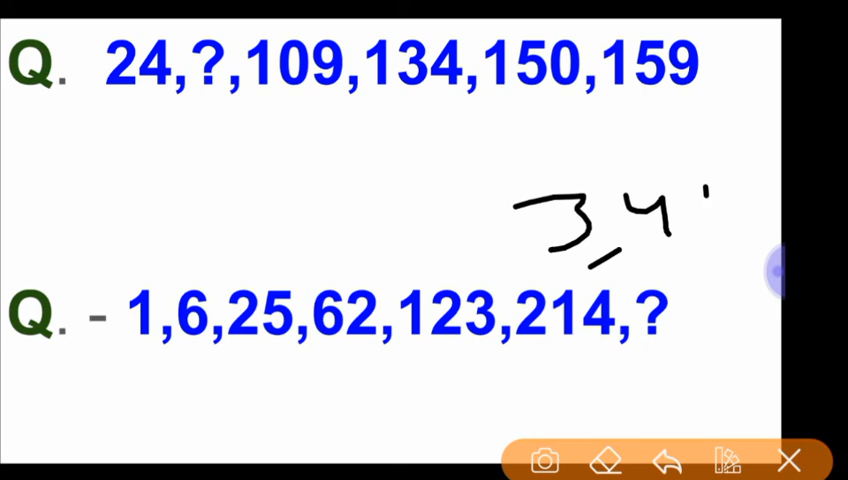 Q. 24,?,109,134,150,159
3,4'
Q. - 1,6,25,62,123,214,?